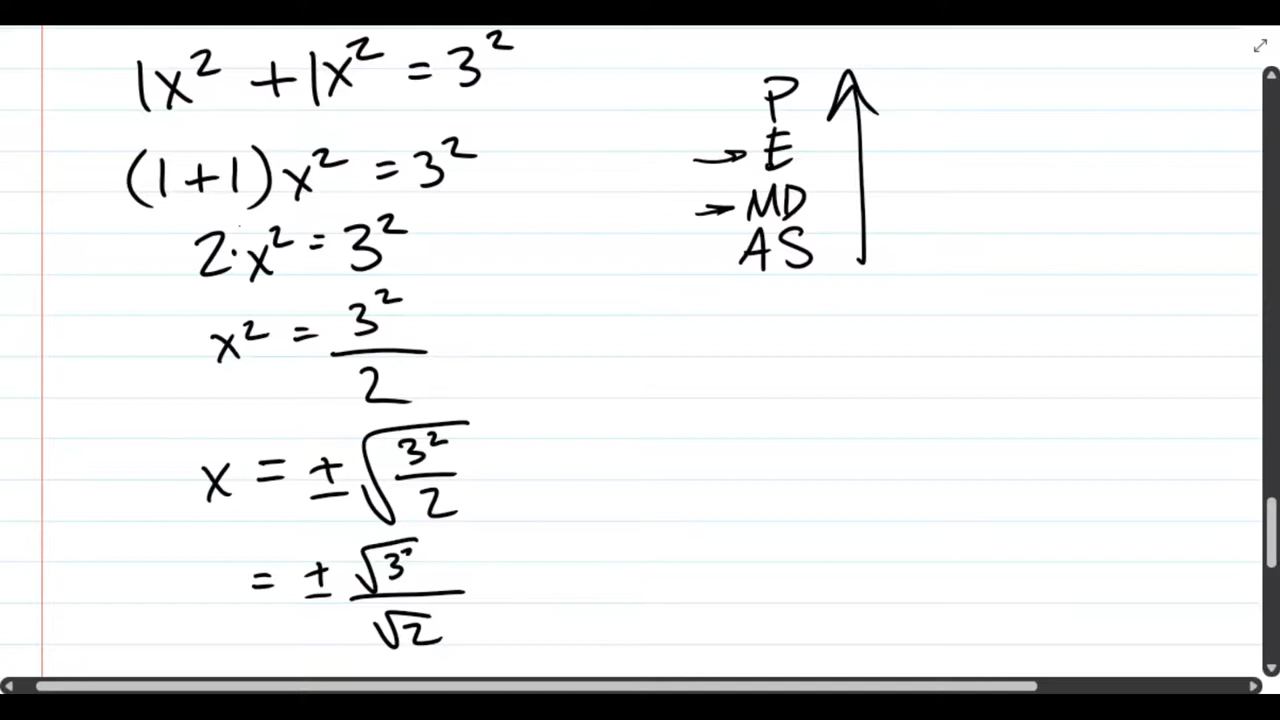 1x² + 1x² = 3²
(1+1)x² = 3²
2·x² = 3²
x² = 3²/2
x = ± √(3²/2)
= ± √3²/√2
P
→ E
→ MD
AS